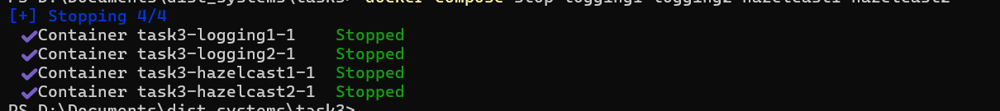 PS D:\Documents\dist_systems\task3> docker compose stop logging1 logging2 hazelcast1 hazelcast2
[+] Stopping 4/4
✔Container task3-logging1-1 Stopped
✔Container task3-logging2-1 Stopped
✔Container task3-hazelcast1-1 Stopped
✔Container task3-hazelcast2-1 Stopped
PS D:\Documents\dist_systems\task3>